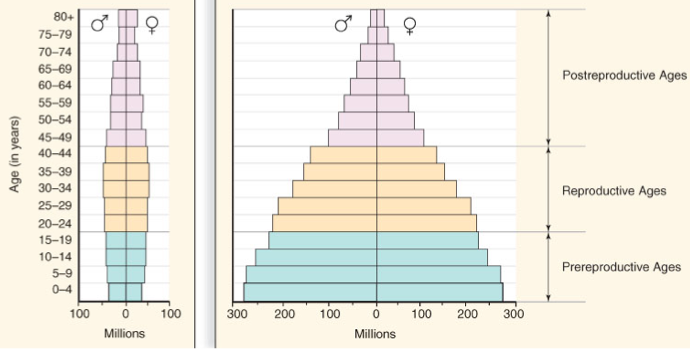 80+
75–79
70–74
65–69
60–64
55–59
50–54
45–49
40–44
35–39
30–34
25–29
20–24
15–19
10–14
5–9
0–4
Age (in years)
♂ ♀
100 0 100
Millions
♂ ♀
300 200 100 0 100 200 300
Millions
Postreproductive Ages
Reproductive Ages
Prereproductive Ages